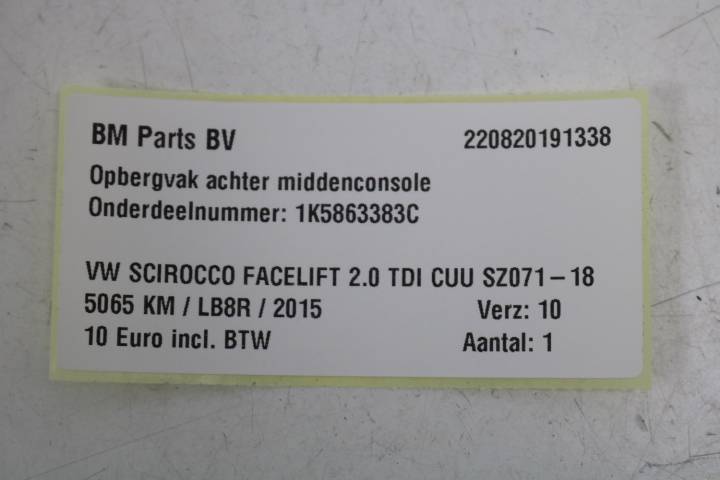 BM Parts BV 220820191338
Opbergvak achter middenconsole
Onderdeelnummer: 1K5863383C
VW SCIROCCO FACELIFT 2.0 TDI CUU SZ071-18
5065 KM / LB8R / 2015 Verz: 10
10 Euro incl. BTW Aantal: 1